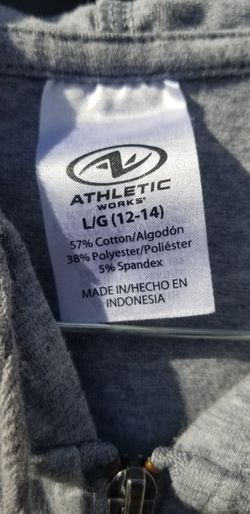 ATHLETIC
WORKS®
L/G (12-14)
57% Cotton/Algodón
38% Polyester/Poliéster
5% Spandex
MADE IN/HECHO EN
INDONESIA